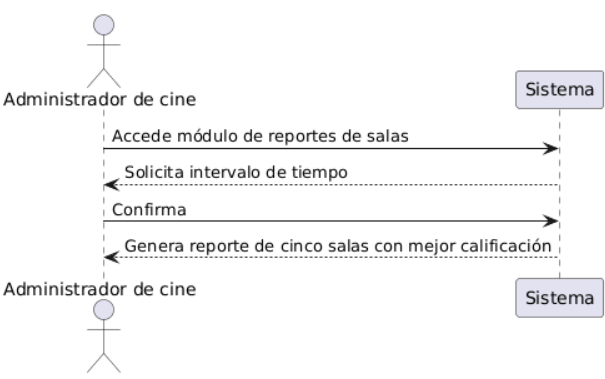 Administrador de cine
Sistema
Accede módulo de reportes de salas
Solicita intervalo de tiempo
Confirma
Genera reporte de cinco salas con mejor calificación
Administrador de cine
Sistema